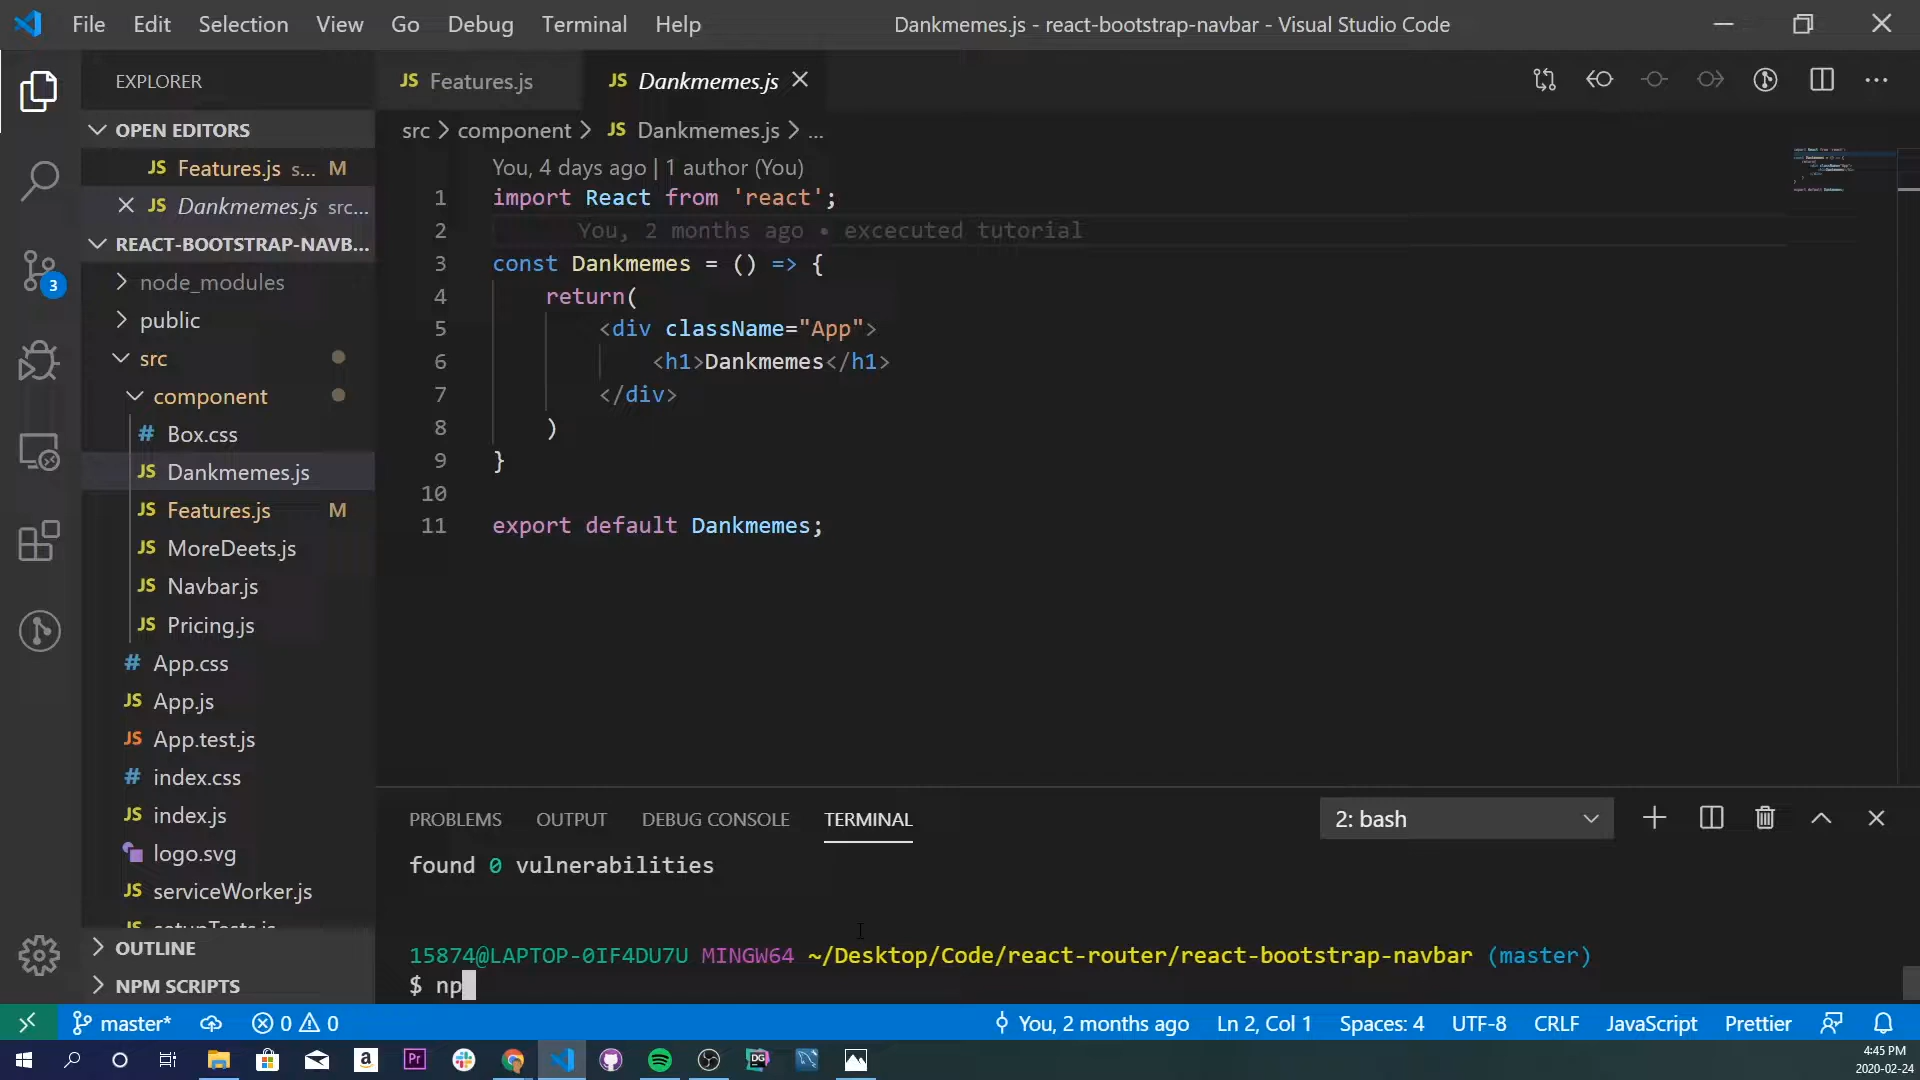 File Edit Selection View Go Debug Terminal Help Dankmemes.js - react-bootstrap-navbar - Visual Studio Code
EXPLORER
OPEN EDITORS
JS Features.js s... M
JS Dankmemes.js src...
REACT-BOOTSTRAP-NAVB...
node_modules
public
src
component
# Box.css
JS Dankmemes.js
JS Features.js M
JS MoreDeets.js
JS Navbar.js
JS Pricing.js
# App.css
JS App.js
JS App.test.js
# index.css
JS index.js
logo.svg
JS serviceWorker.js
JS setupTests.js
OUTLINE
NPM SCRIPTS
3
JS Features.js JS Dankmemes.js
src > component > JS Dankmemes.js > ...
You, 4 days ago | 1 author (You)
1 import React from 'react';
2 You, 2 months ago • excecuted tutorial
3 const Dankmemes = () => {
4 return(
5 <div className="App">
6 <h1>Dankmemes</h1>
7 </div>
8 )
9 }
10
11 export default Dankmemes;
PROBLEMS OUTPUT DEBUG CONSOLE TERMINAL 2: bash
found 0 vulnerabilities
15874@LAPTOP-0IF4DU7U MINGW64 ~/Desktop/Code/react-router/react-bootstrap-navbar (master)
$ np
master* 0 0 You, 2 months ago Ln 2, Col 1 Spaces: 4 UTF-8 CRLF JavaScript Prettier
a Pr DG
4:45 PM
2020-02-24